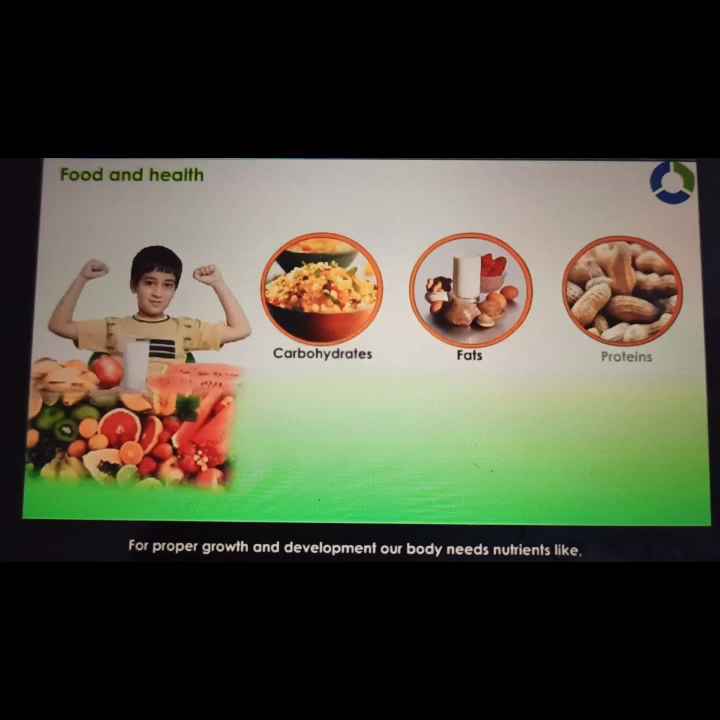 Food and health
Carbohydrates
Fats
Proteins
For proper growth and development our body needs nutrients like,